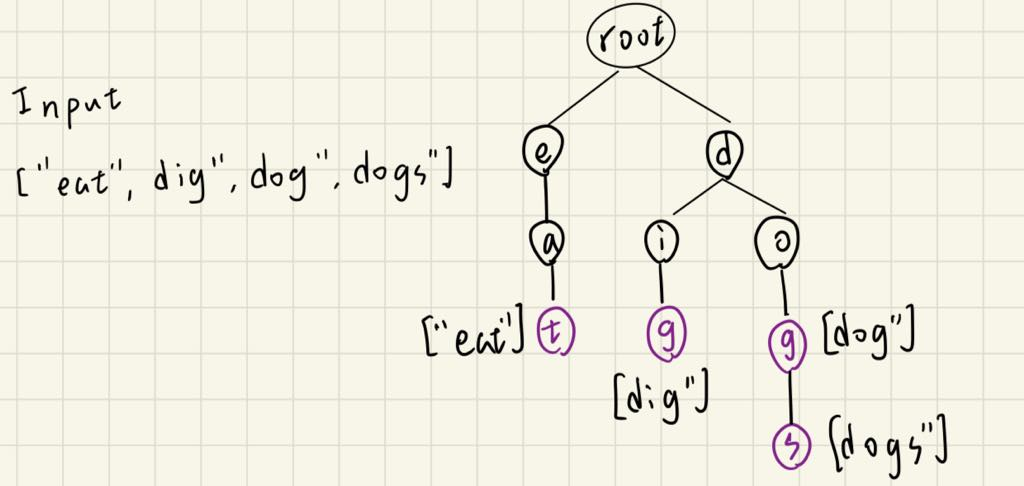 root
Input
["eat", dig", dog", dogs"]
e
d
a
i
o
["eat"]
t
g
g
[dog"]
[dig"]
s
[dogs"]